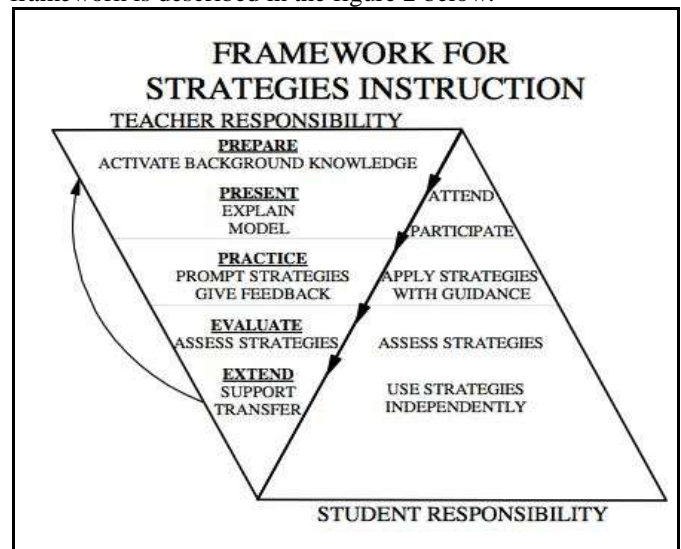 framework is described in the figure 2 below.
FRAMEWORK FOR
STRATEGIES INSTRUCTION
TEACHER RESPONSIBILITY
PREPARE
ACTIVATE BACKGROUND KNOWLEDGE
PRESENT
EXPLAIN
MODEL
ATTEND
PARTICIPATE
PRACTICE
PROMPT STRATEGIES
GIVE FEEDBACK
APPLY STRATEGIES
WITH GUIDANCE
EVALUATE
ASSESS STRATEGIES
ASSESS STRATEGIES
EXTEND
SUPPORT
TRANSFER
USE STRATEGIES
INDEPENDENTLY
STUDENT RESPONSIBILITY